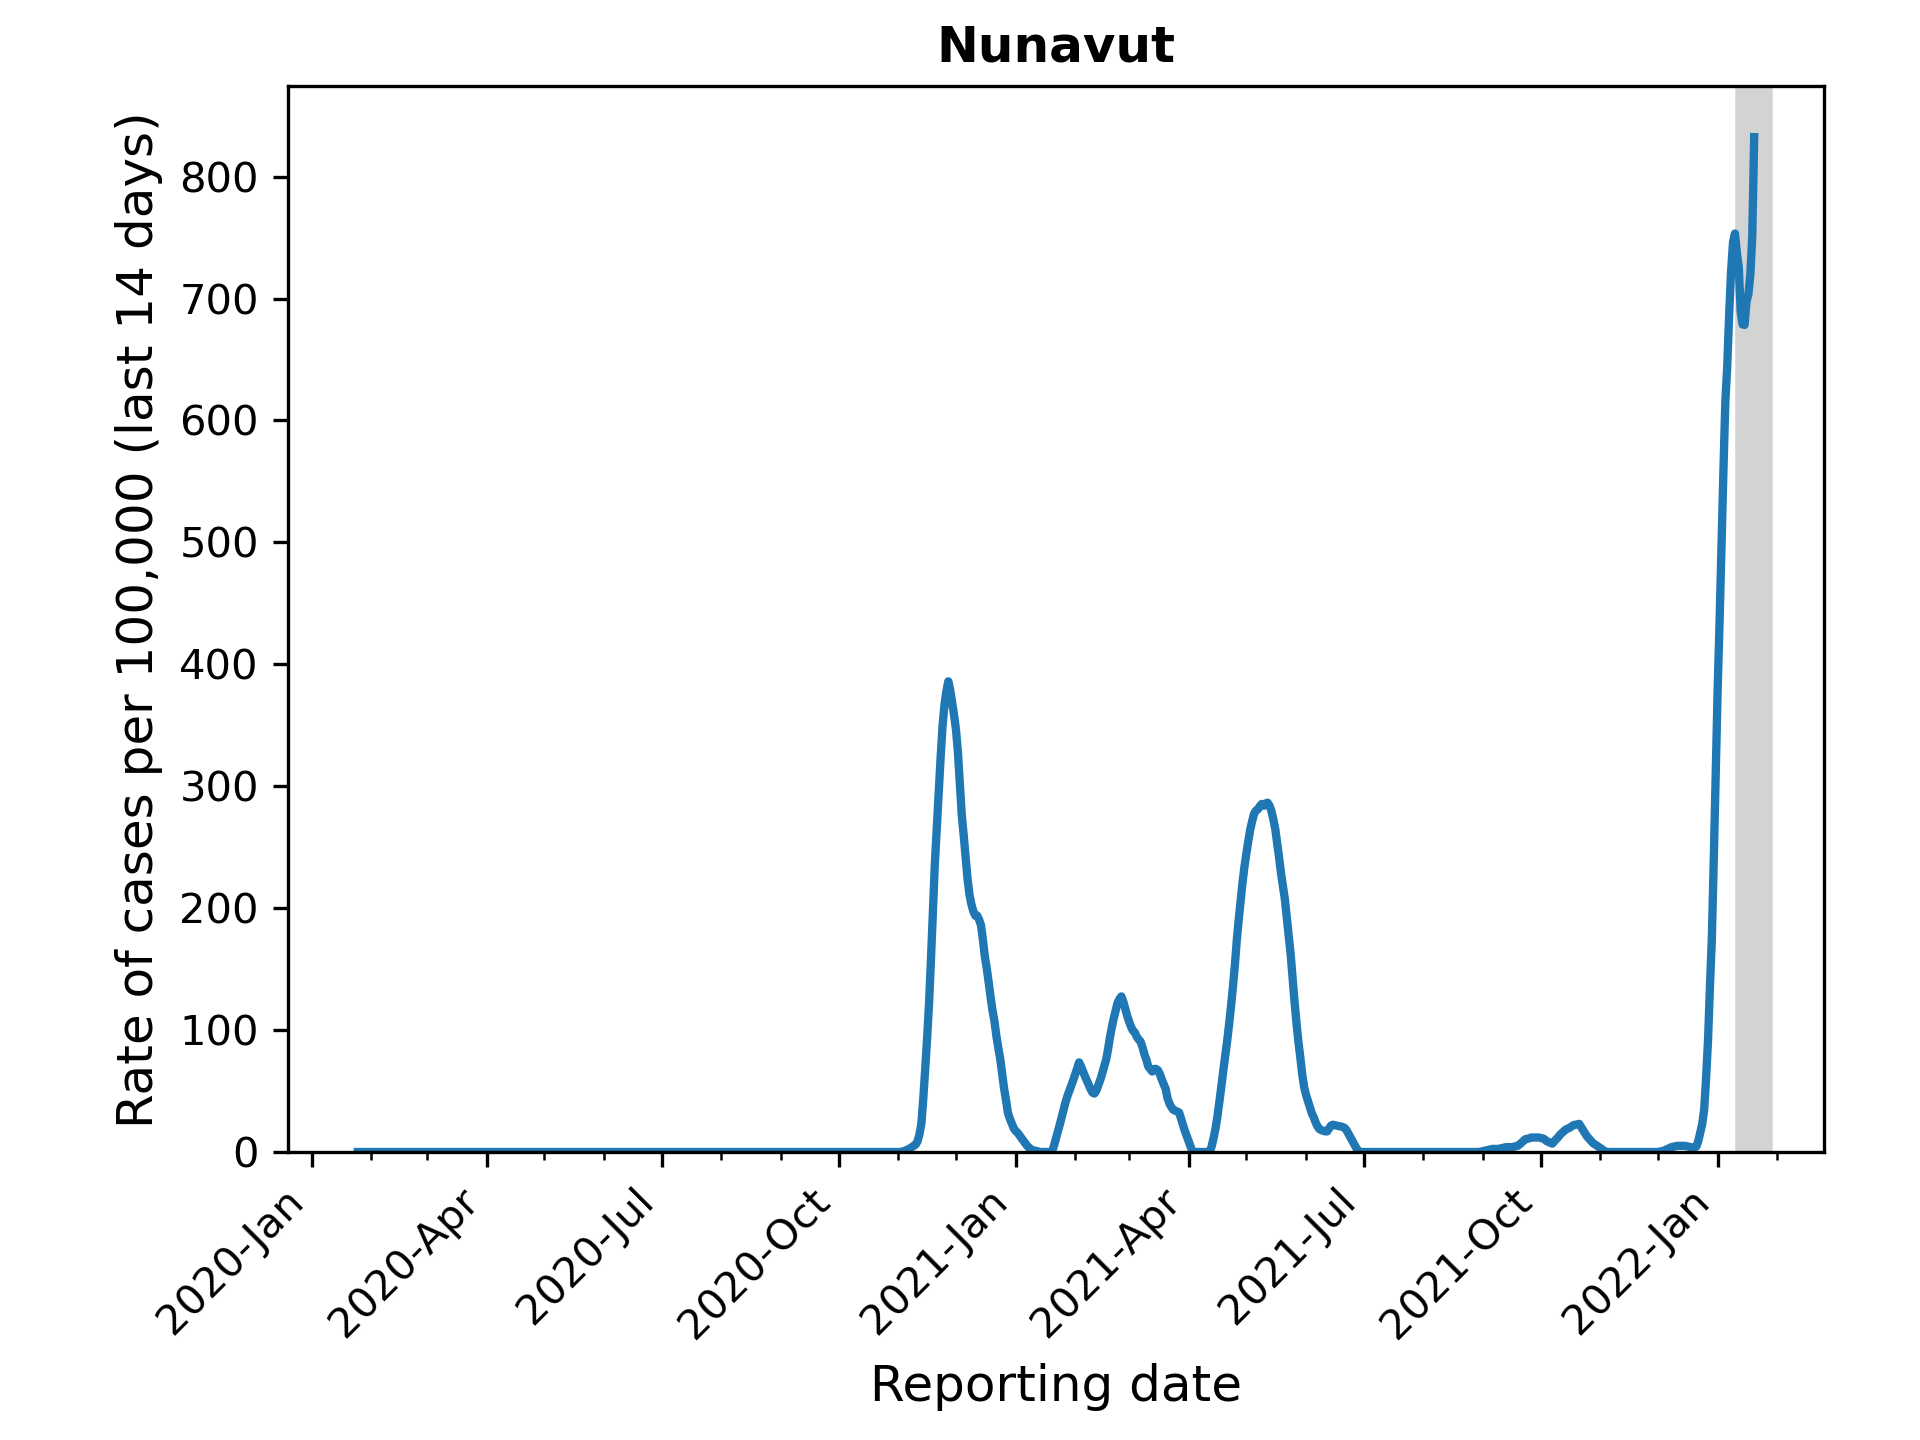 Nunavut
Rate of cases per 100,000 (last 14 days)
800
700
600
500
400
300
200
100
0
2020-Jan
2020-Apr
2020-Jul
2020-Oct
2021-Jan
2021-Apr
2021-Jul
2021-Oct
2022-Jan
Reporting date